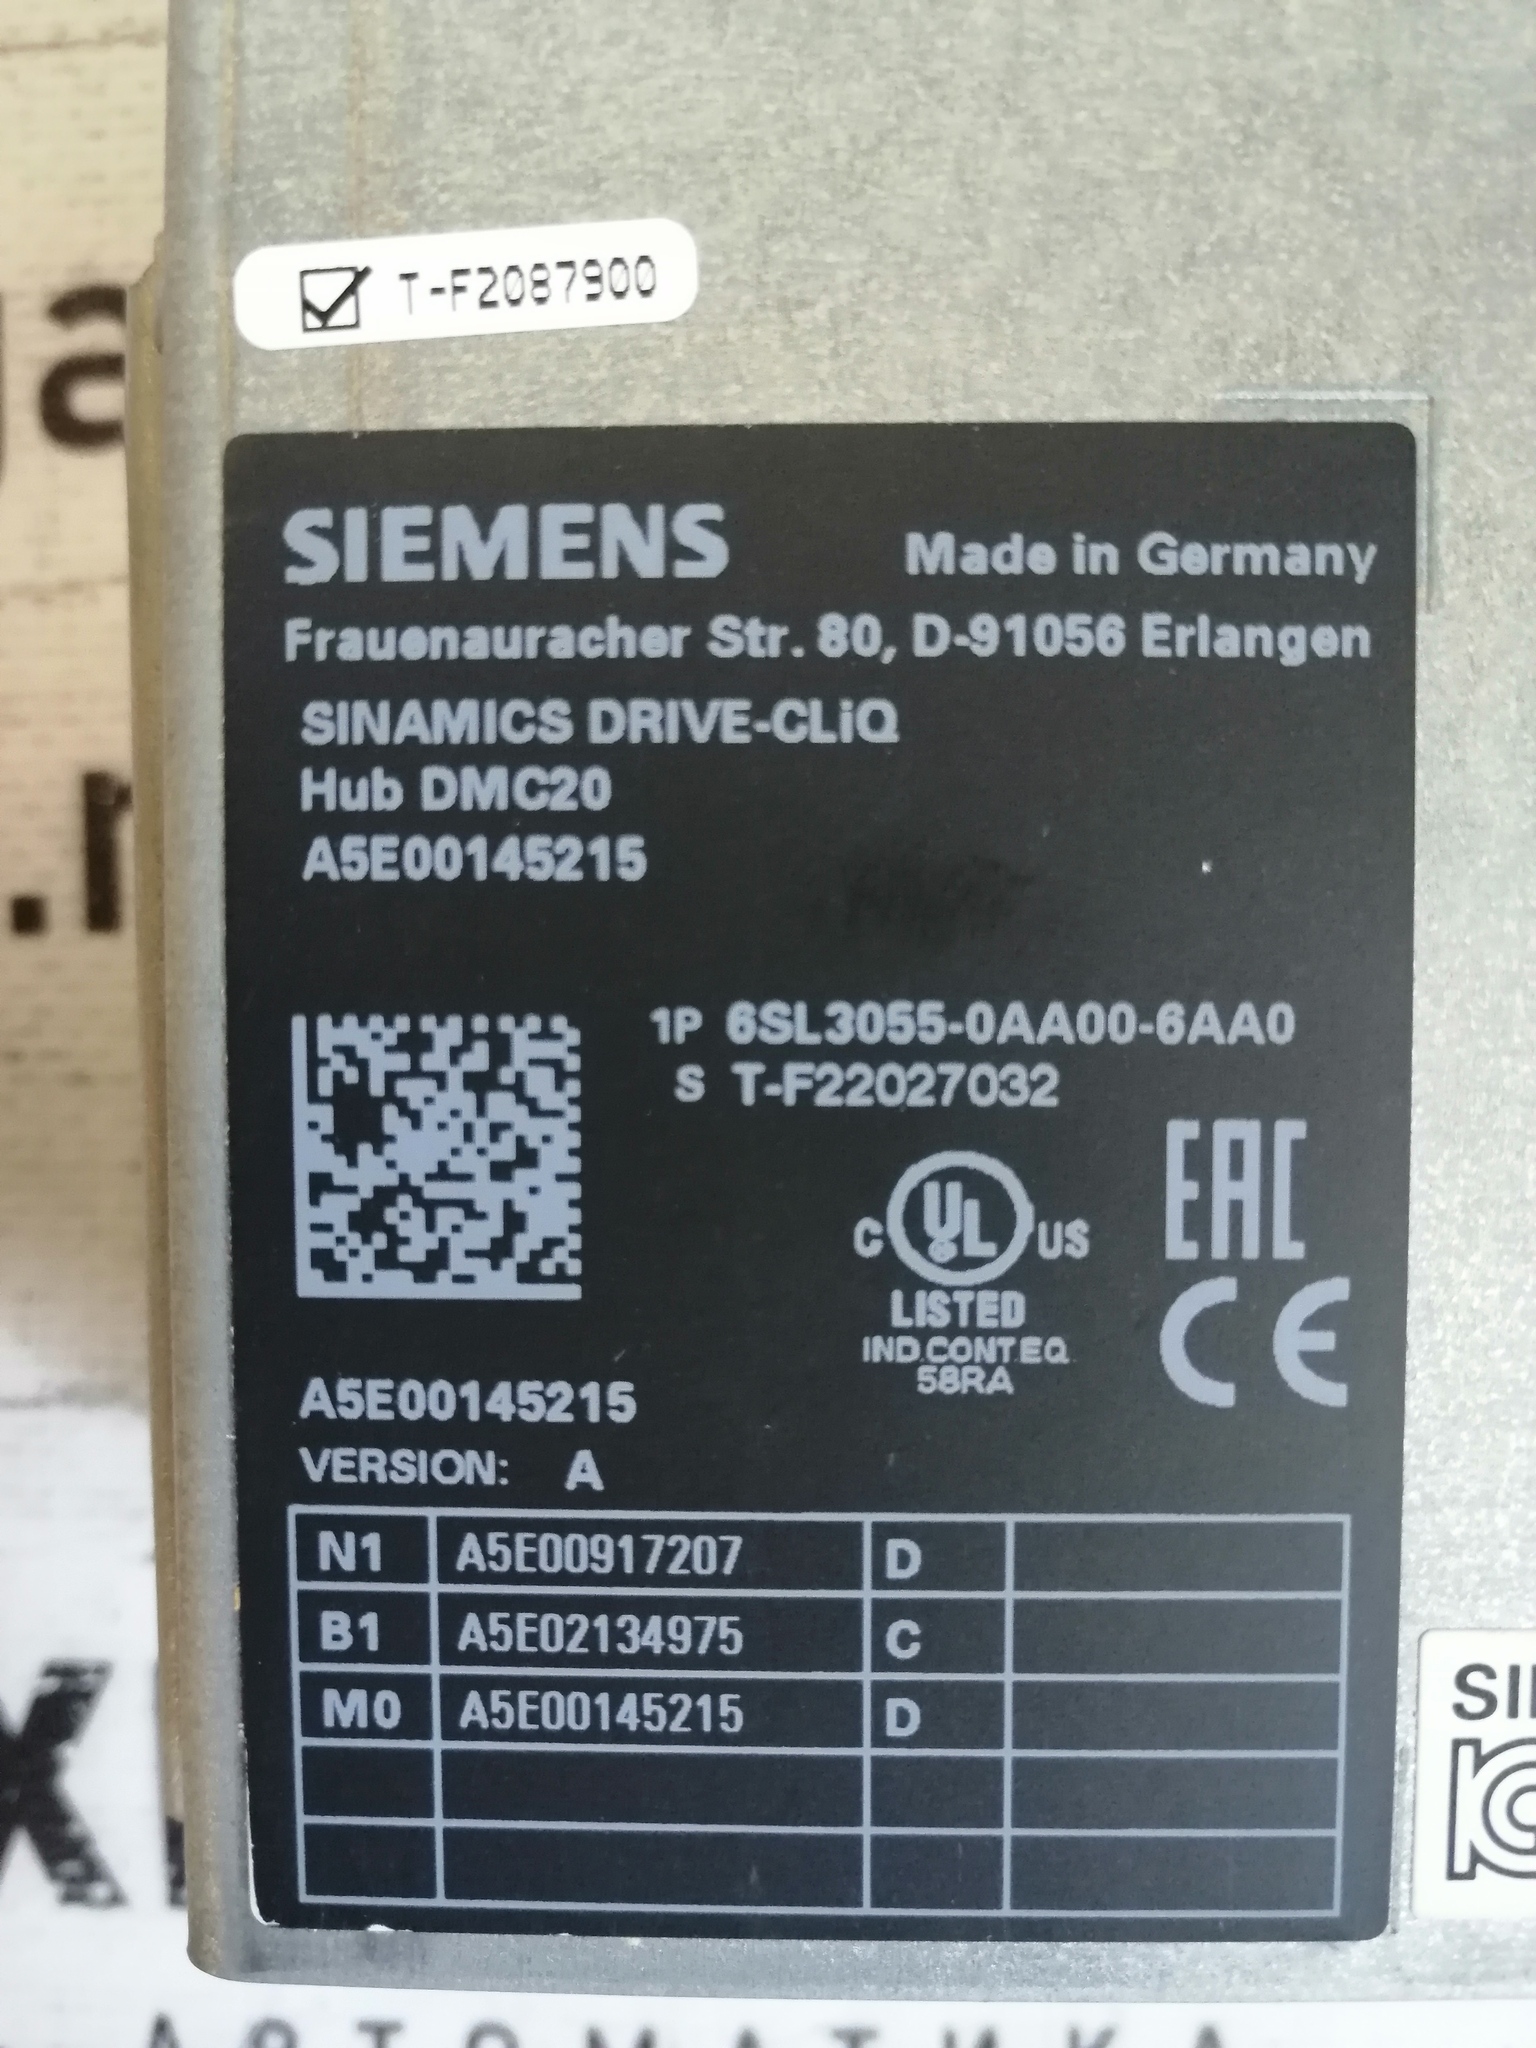 T-F2087900
SIEMENS
Made in Germany
Frauenauracher Str. 80, D-91056 Erlangen
SINAMICS DRIVE-CLiQ
Hub DMC20
A5E00145215
1P 6SL3055-0AA00-6AA0
S T-F22027032
EAC
C UL US
LISTED
IND.CONT.EQ.
58RA
CE
A5E00145215
VERSION: A
N1 A5E00917207 D
B1 A5E02134975 C
M0 A5E00145215 D
АВТОМАТИКА